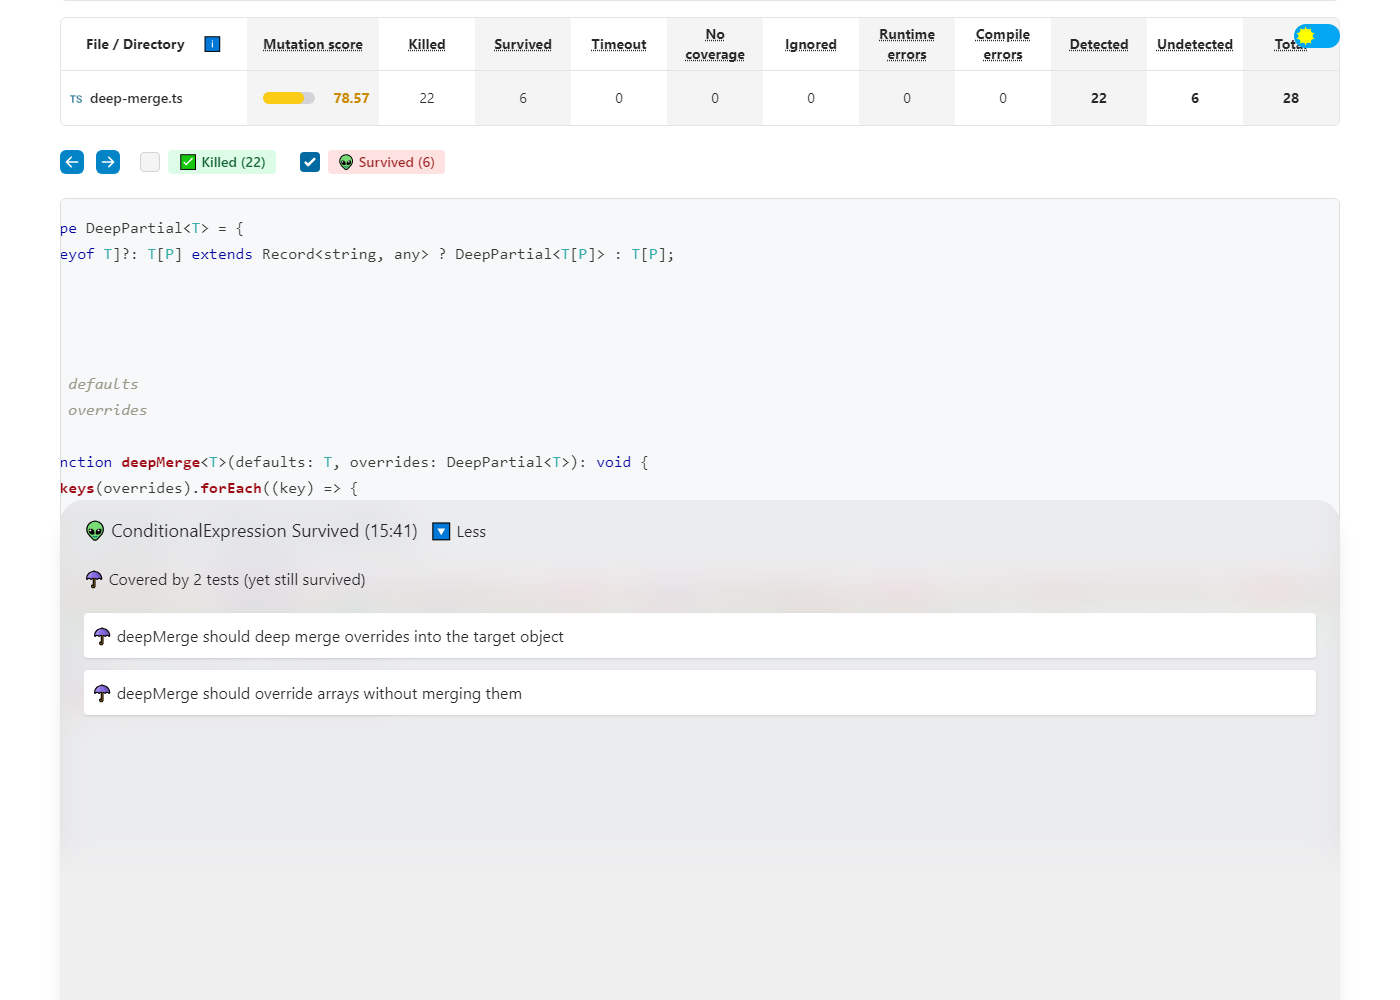 File / Directory Mutation score Killed Survived Timeout No coverage Ignored Runtime errors Compile errors Detected Undetected
TS deep-merge.ts 78.57 22 6 0 0 0 0 0 22 6 28
Killed (22) Survived (6)
pe DeepPartial<T> = {
eyof T]?: T[P] extends Record<string, any> ? DeepPartial<T[P]> : T[P];
defaults
overrides
nction deepMerge<T>(defaults: T, overrides: DeepPartial<T>): void {
keys(overrides).forEach((key) => {
ConditionalExpression Survived (15:41) Less
Covered by 2 tests (yet still survived)
deepMerge should deep merge overrides into the target object
deepMerge should override arrays without merging them